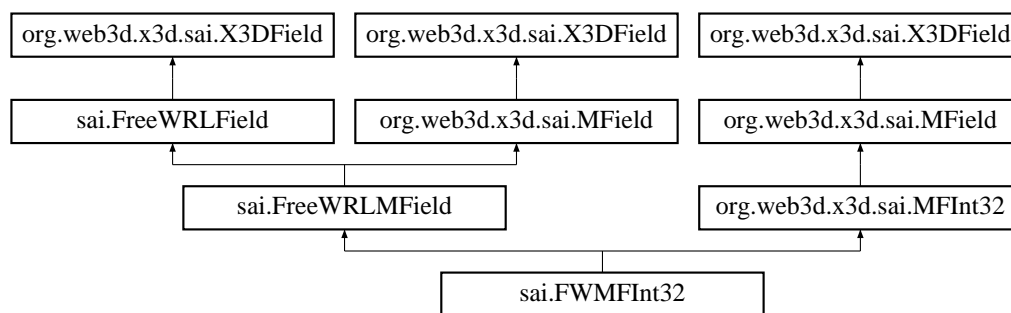 org.web3d.x3d.sai.X3DField
org.web3d.x3d.sai.X3DField
org.web3d.x3d.sai.X3DField
sai.FreeWRLField
org.web3d.x3d.sai.MField
org.web3d.x3d.sai.MField
sai.FreeWRLMField
org.web3d.x3d.sai.MFInt32
sai.FWMFInt32